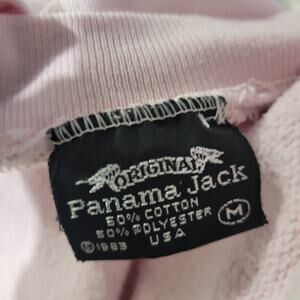 ORIGINAL
Panama Jack
50% COTTON
50% POLYESTER
USA
M
©1983